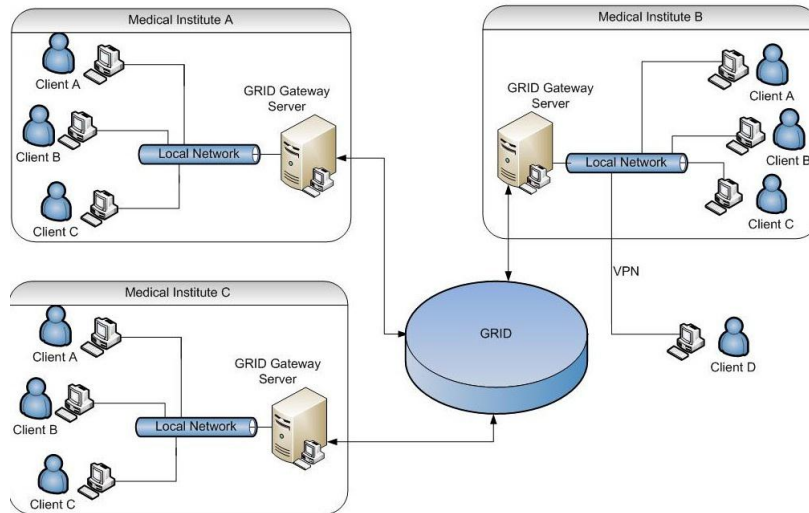 Medical Institute A
Client A
GRID Gateway
Server
Client B
Local Network
Client C
Medical Institute B
GRID Gateway
Server
Client A
Local Network
Client B
Client C
VPN
Client D
GRID
Medical Institute C
Client A
GRID Gateway
Server
Client B
Local Network
Client C